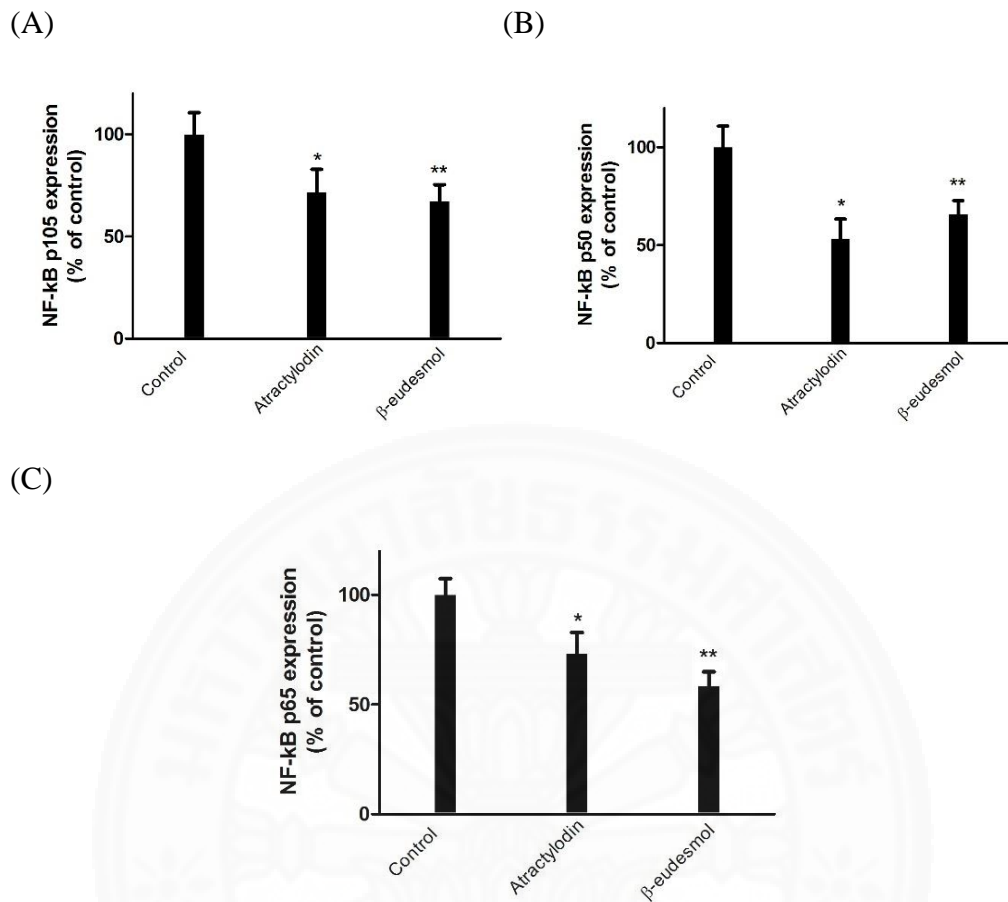 (A)
(B)
NF-kB p105 expression
(% of control)
100
50
0
*
**
Control
Atractylodin
β-eudesmol
NF-kB p50 expression
(% of control)
100
50
0
*
**
Control
Atractylodin
β-eudesmol
(C)
NF-kB p65 expression
(% of control)
100
50
0
*
**
Control
Atractylodin
β-eudesmol